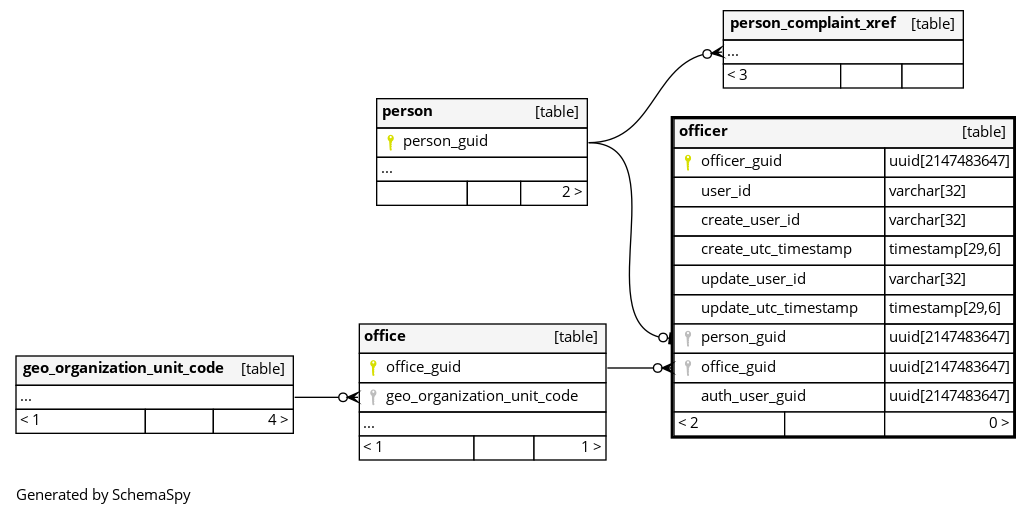 person_complaint_xref [table]
...
< 3
person [table]
person_guid
...
2 >
officer [table]
officer_guid uuid[2147483647]
user_id varchar[32]
create_user_id varchar[32]
create_utc_timestamp timestamp[29,6]
update_user_id varchar[32]
update_utc_timestamp timestamp[29,6]
person_guid uuid[2147483647]
office_guid uuid[2147483647]
auth_user_guid uuid[2147483647]
< 2 0 >
office [table]
office_guid
geo_organization_unit_code
...
< 1 1 >
geo_organization_unit_code [table]
...
< 1 4 >
Generated by SchemaSpy